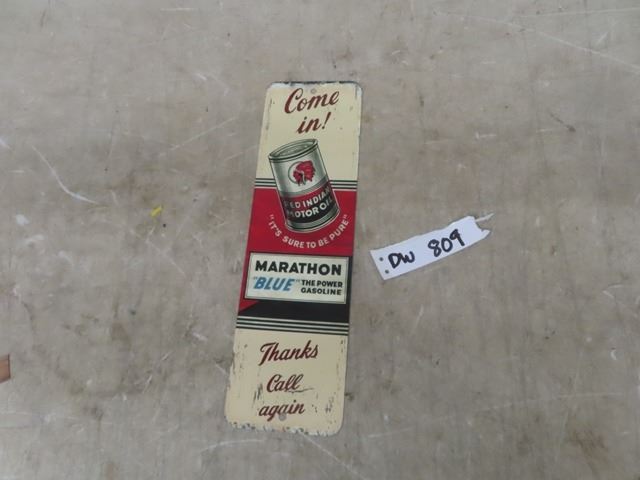 Come
in!
RED INDIAN
MOTOR OIL
"IT'S SURE TO BE PURE"
MARATHON
"BLUE" THE POWER
GASOLINE
Thanks
Call
again
DW 809